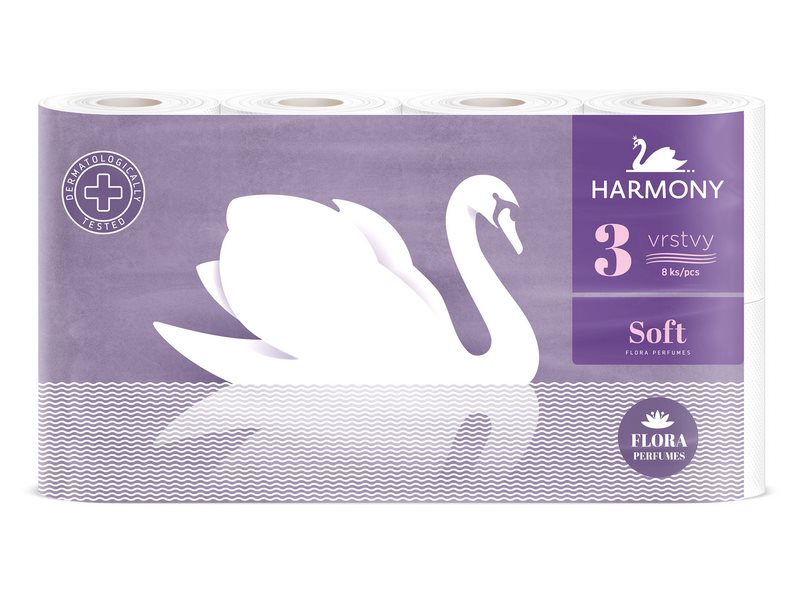 DERMATOLOGICALLY
TESTED
HARMONY
3 vrstvy
8 ks/pcs
Soft
FLORA PERFUMES
FLORA
PERFUMES